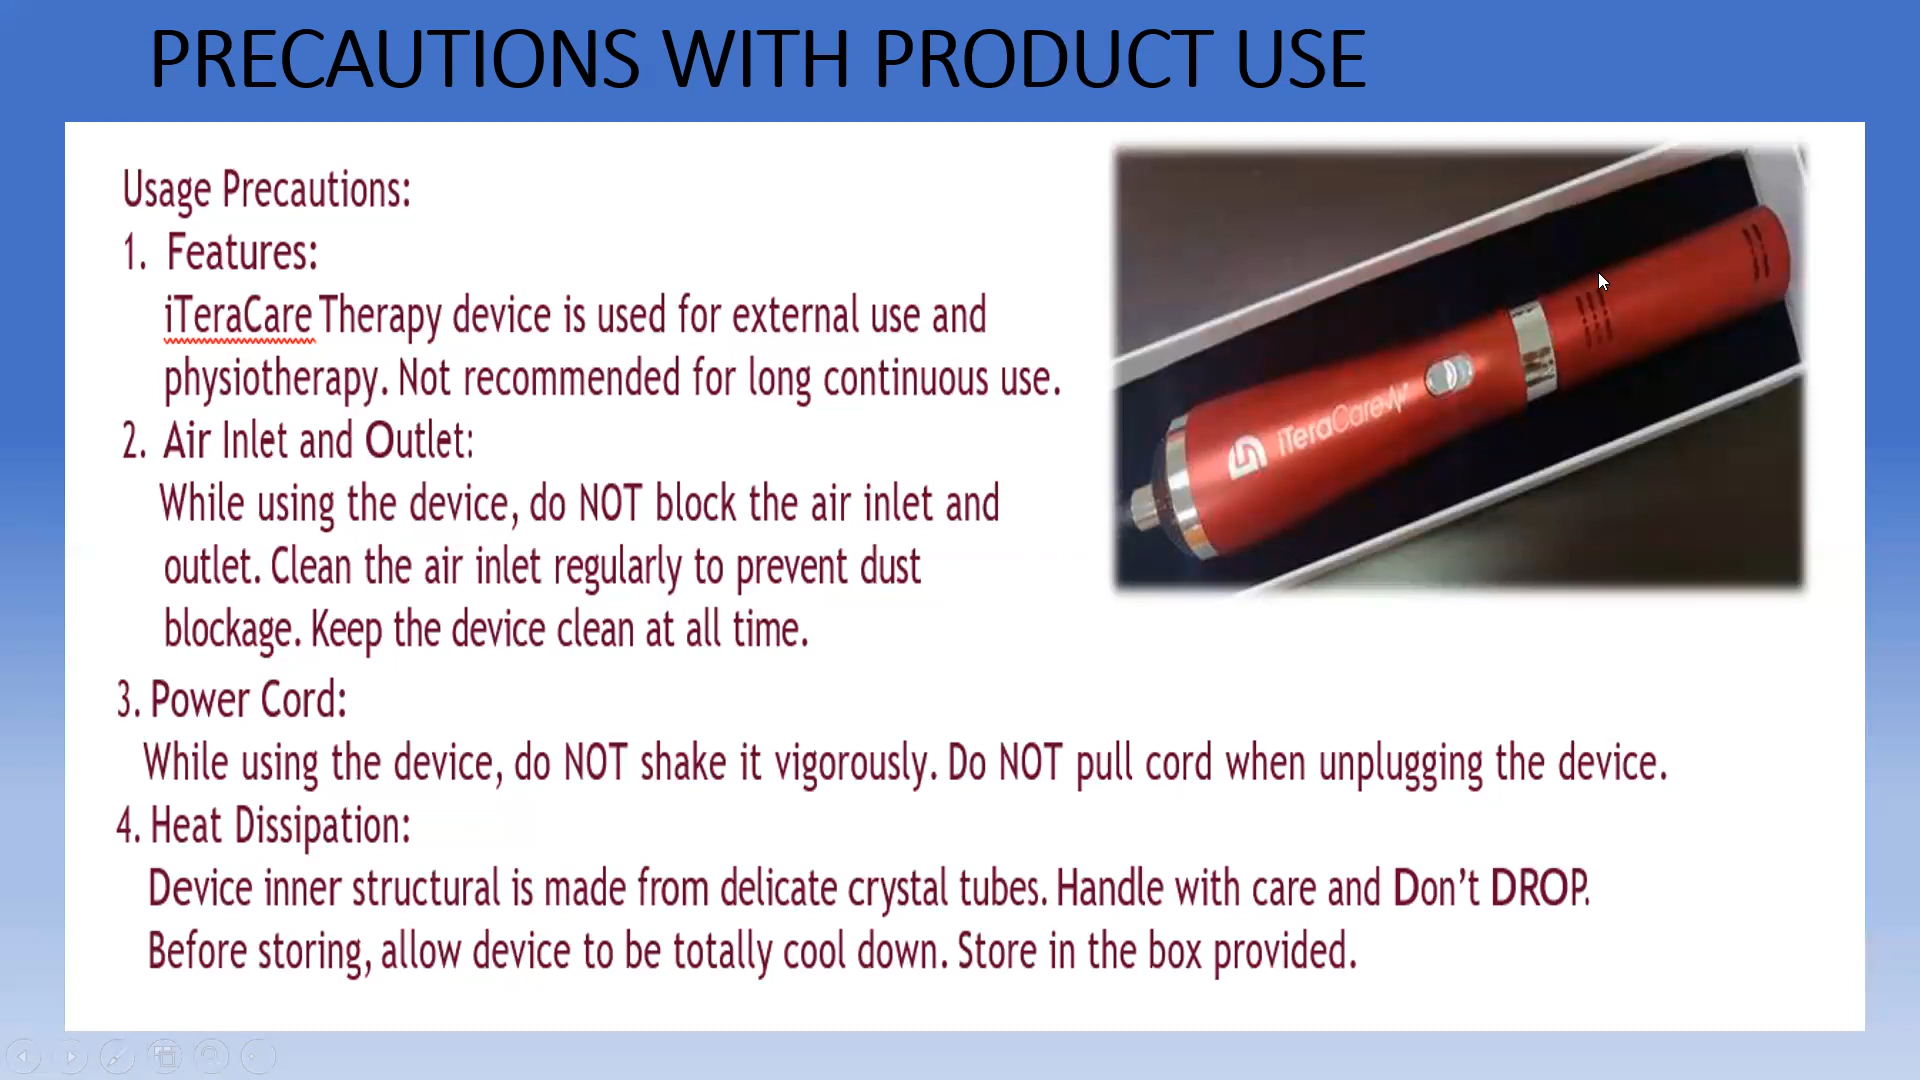 PRECAUTIONS WITH PRODUCT USE
Usage Precautions:
1. Features:
iTeraCare Therapy device is used for external use and
physiotherapy. Not recommended for long continuous use.
2. Air Inlet and Outlet:
While using the device, do NOT block the air inlet and
outlet. Clean the air inlet regularly to prevent dust
blockage. Keep the device clean at all time.
iTeraCare
3. Power Cord:
While using the device, do NOT shake it vigorously. Do NOT pull cord when unplugging the device.
4. Heat Dissipation:
Device inner structural is made from delicate crystal tubes. Handle with care and Don't DROP.
Before storing, allow device to be totally cool down. Store in the box provided.